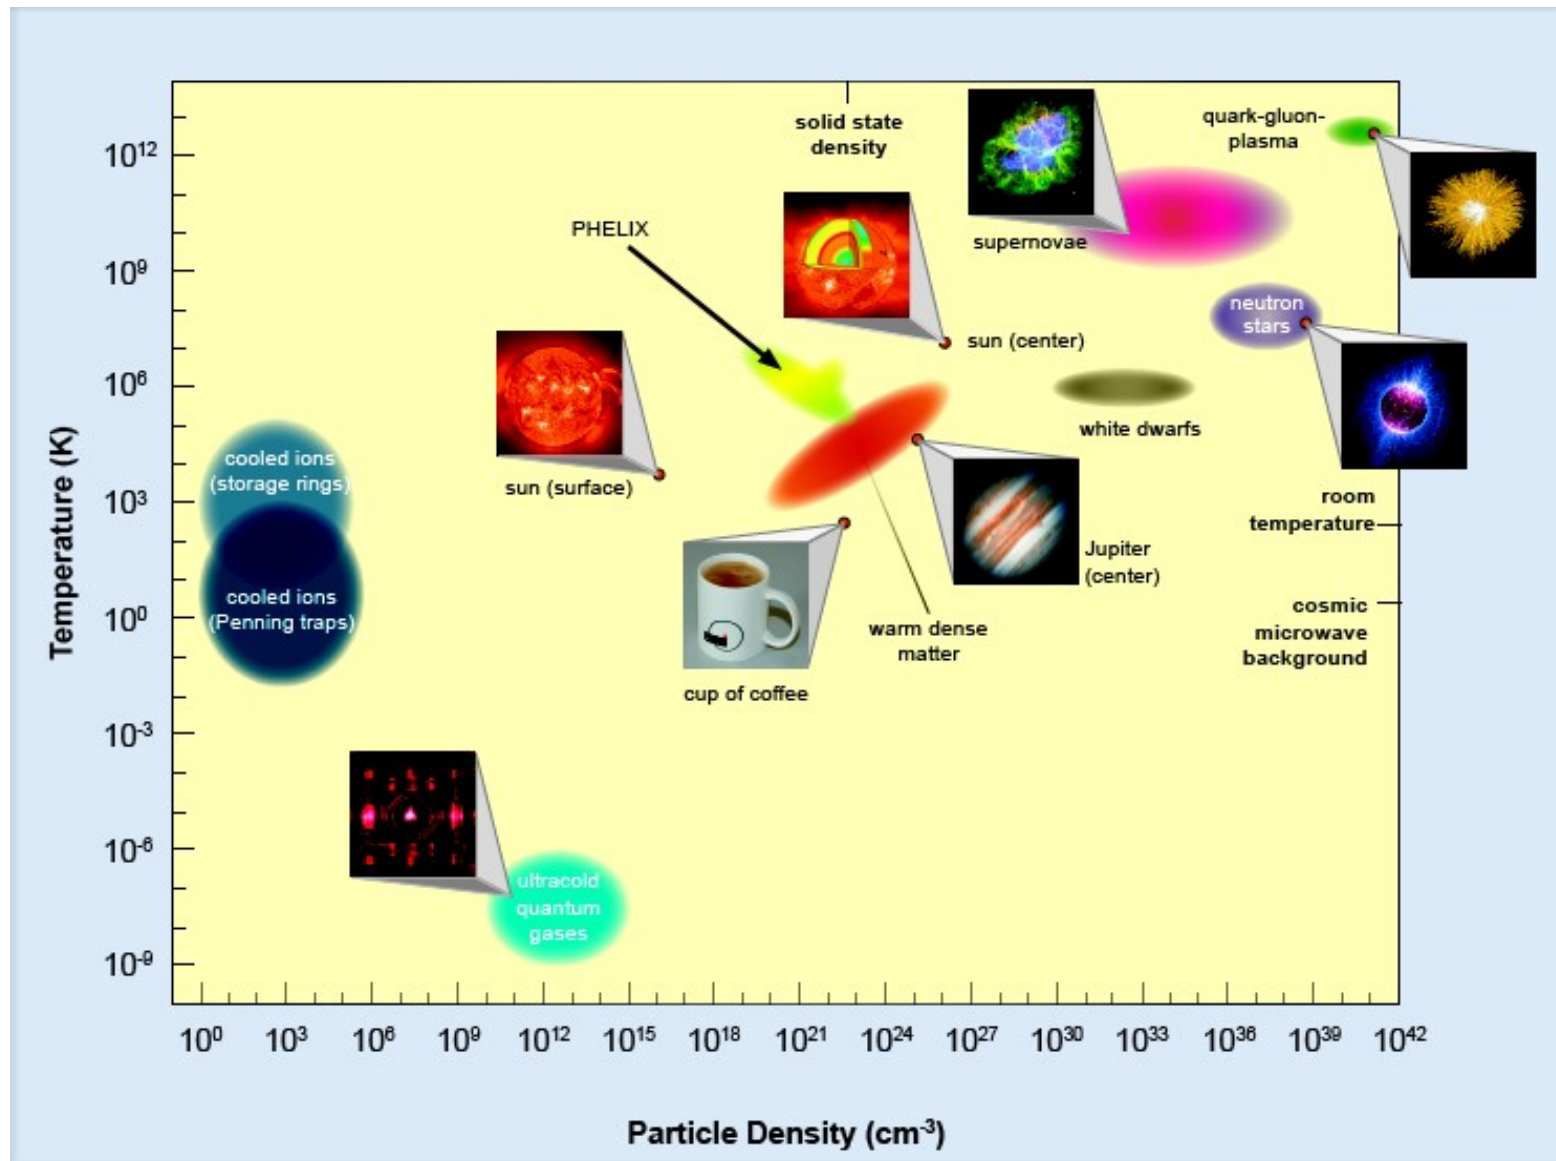 solid state
density
quark-gluon-
plasma
PHELIX
supernovae
neutron
stars
sun (center)
white dwarfs
cooled ions
(storage rings)
sun (surface)
room
temperature
Jupiter
(center)
cooled ions
(Penning traps)
cosmic
microwave
background
warm dense
matter
cup of coffee
ultracold
quantum
gases
Temperature (K)
10¹²
10⁹
10⁶
10³
10⁰
10⁻³
10⁻⁶
10⁻⁹
10⁰ 10³ 10⁶ 10⁹ 10¹² 10¹⁵ 10¹⁸ 10²¹ 10²⁴ 10²⁷ 10³⁰ 10³³ 10³⁶ 10³⁹ 10⁴²
Particle Density (cm⁻³)